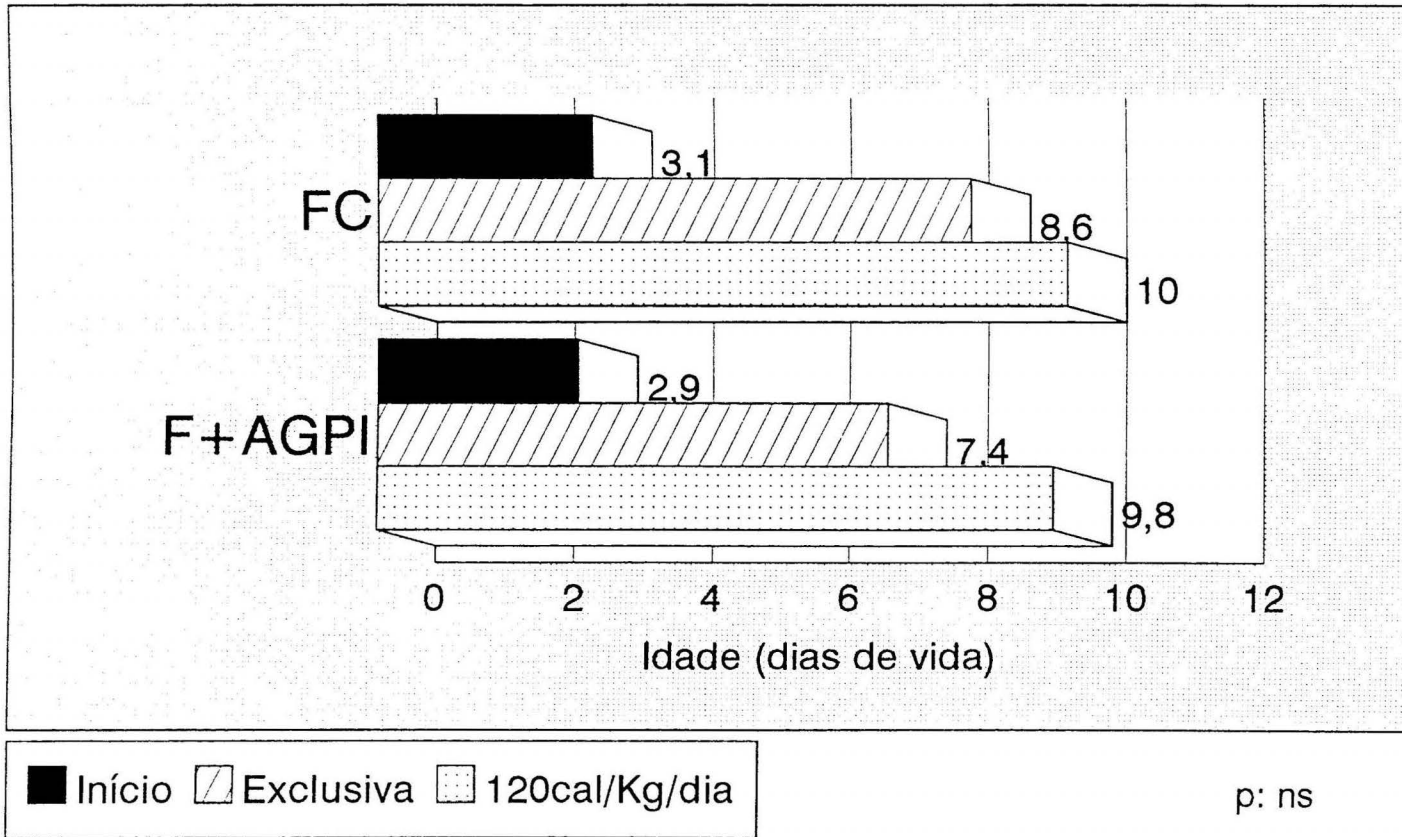 FC
3,1
8,6
10
F+AGPI
2,9
7,4
9,8
0 2 4 6 8 10 12
Idade (dias de vida)
Início Exclusiva 120cal/Kg/dia
p: ns